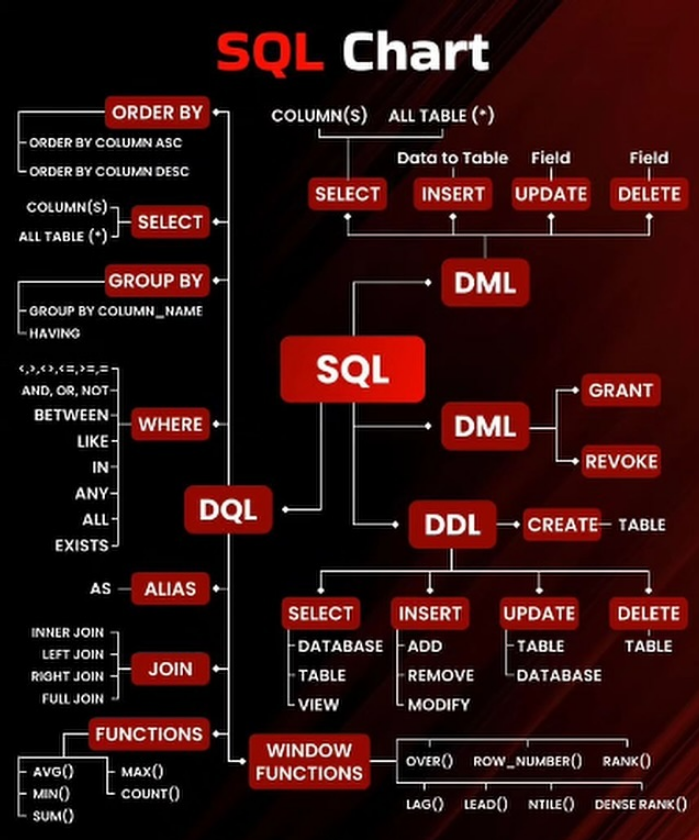 SQL Chart
ORDER BY
ORDER BY COLUMN ASC
ORDER BY COLUMN DESC
COLUMN(S)
ALL TABLE (*)
SELECT
GROUP BY
GROUP BY COLUMN_NAME
HAVING
<,>,<>,<=,>=,=
AND, OR, NOT
BETWEEN
LIKE
IN
ANY
ALL
EXISTS
WHERE
DQL
AS
ALIAS
INNER JOIN
LEFT JOIN
RIGHT JOIN
FULL JOIN
JOIN
FUNCTIONS
AVG()
MIN()
SUM()
MAX()
COUNT()
COLUMN(S) ALL TABLE (*)
Data to Table Field Field
SELECT INSERT UPDATE DELETE
DML
SQL
DML
GRANT
REVOKE
DDL
CREATE
TABLE
SELECT
DATABASE
TABLE
VIEW
INSERT
ADD
REMOVE
MODIFY
UPDATE
TABLE
DATABASE
DELETE
TABLE
WINDOW
FUNCTIONS
OVER() ROW_NUMBER() RANK()
LAG() LEAD() NTILE() DENSE RANK()